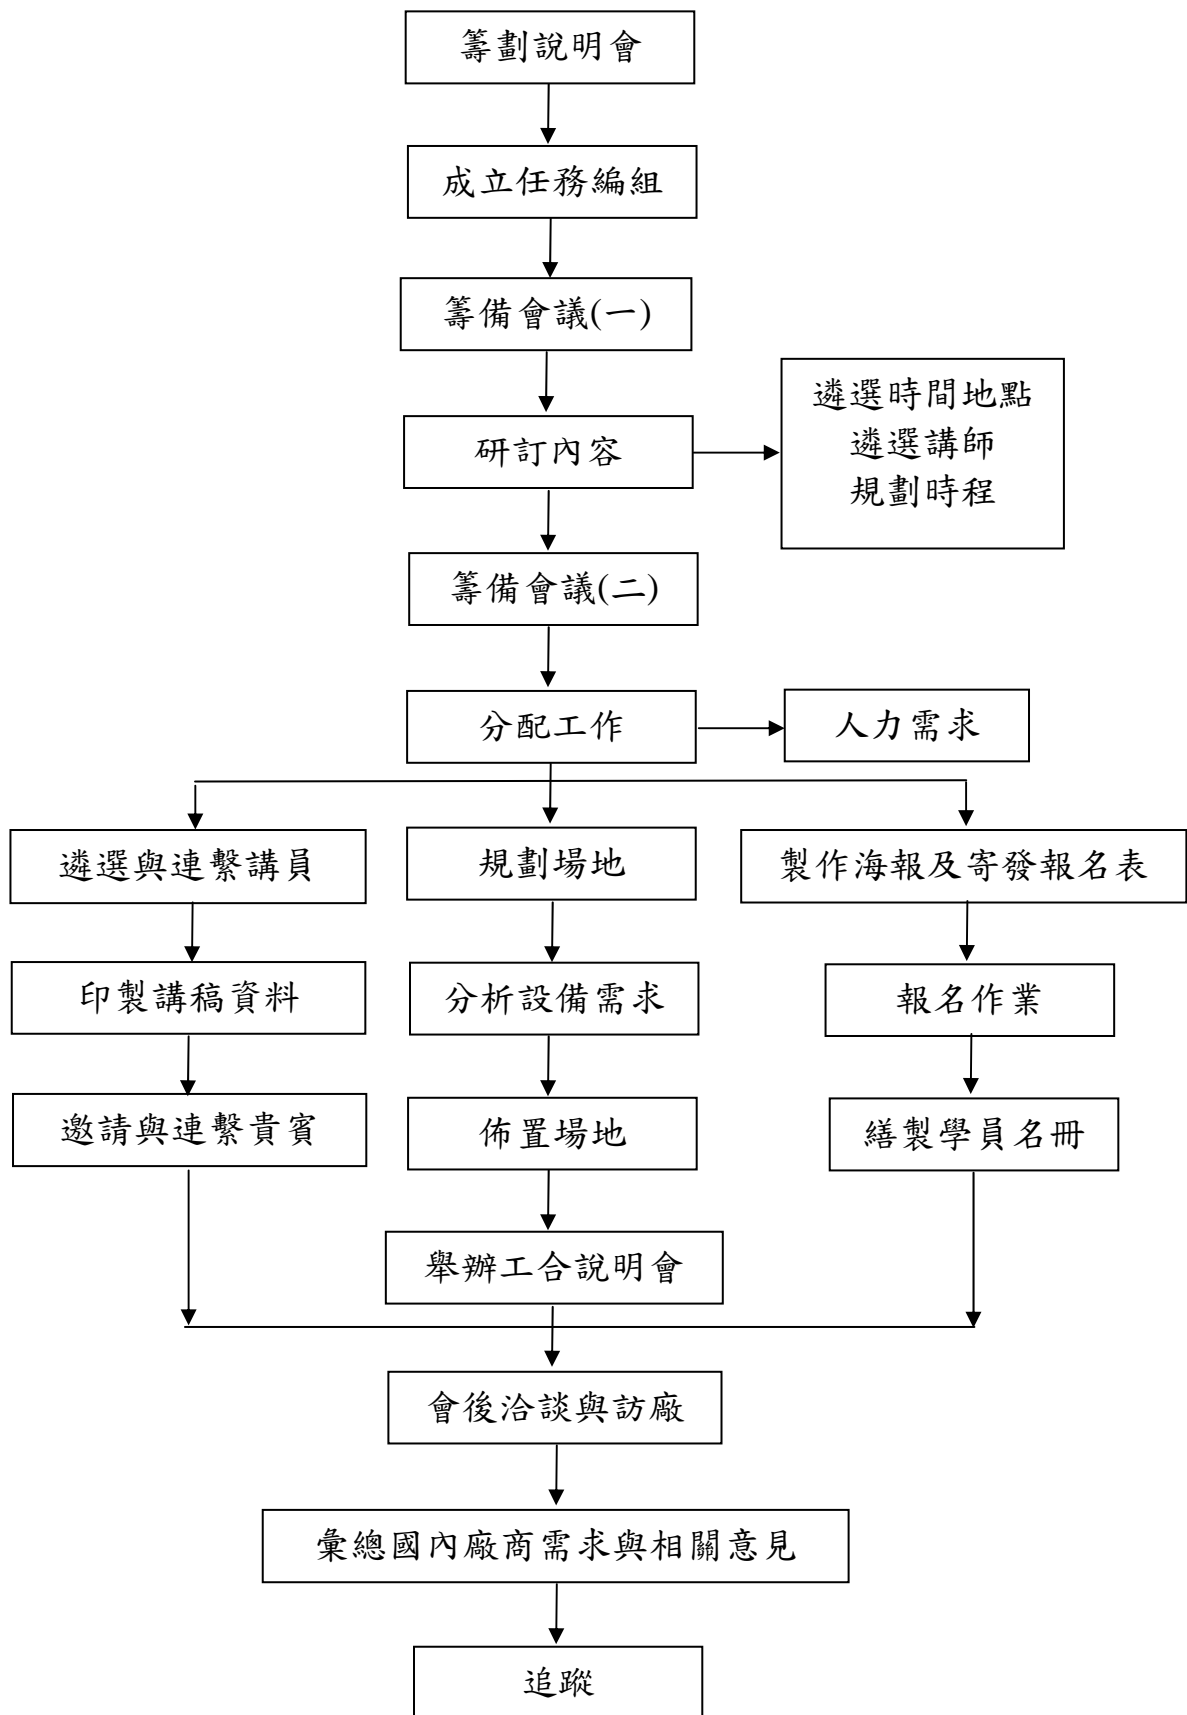 籌劃說明會
成立任務編組
籌備會議(一)
遴選時間地點
遴選講師
規劃時程
研訂內容
籌備會議(二)
分配工作
人力需求
遴選與連繫講員
規劃場地
製作海報及寄發報名表
印製講稿資料
分析設備需求
報名作業
邀請與連繫貴賓
佈置場地
繕製學員名冊
舉辦工合說明會
會後洽談與訪廠
彙總國內廠商需求與相關意見
追蹤